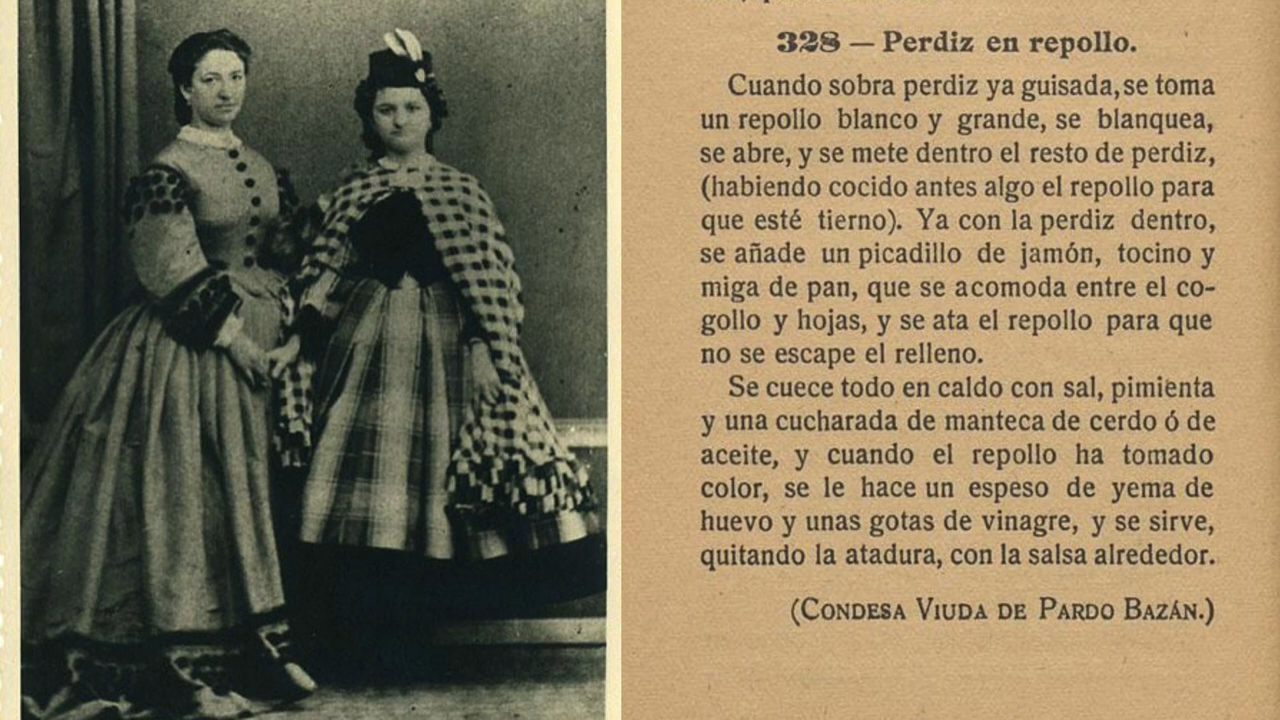 328 — Perdiz en repollo.
Cuando sobra perdiz ya guisada, se toma
un repollo blanco y grande, se blanquea,
se abre, y se mete dentro el resto de perdiz,
(habiendo cocido antes algo el repollo para
que esté tierno). Ya con la perdiz dentro,
se añade un picadillo de jamón, tocino y
miga de pan, que se acomoda entre el co-
gollo y hojas, y se ata el repollo para que
no se escape el relleno.
Se cuece todo en caldo con sal, pimienta
y una cucharada de manteca de cerdo ó de
aceite, y cuando el repollo ha tomado
color, se le hace un espeso de yema de
huevo y unas gotas de vinagre, y se sirve,
quitando la atadura, con la salsa alrededor.
(CONDESA VIUDA DE PARDO BAZÁN.)